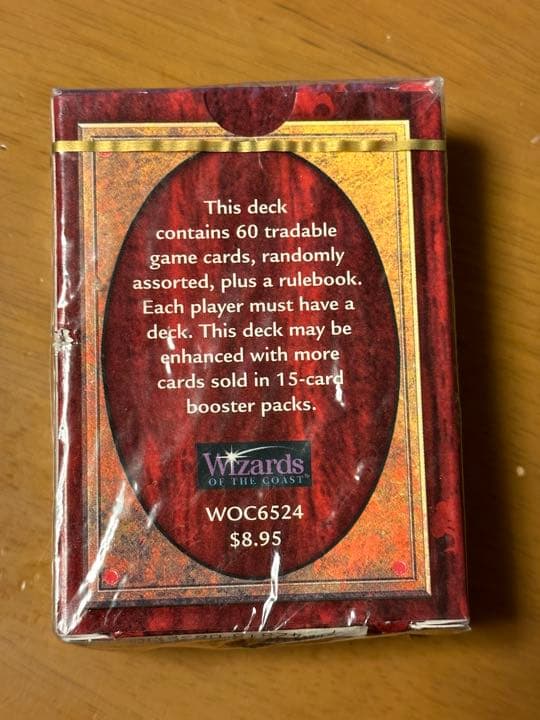 This deck
contains 60 tradable
game cards, randomly
assorted, plus a rulebook.
Each player must have a
deck. This deck may be
enhanced with more
cards sold in 15-card
booster packs.
Wizards
OF THE COAST™
WOC6524
$8.95